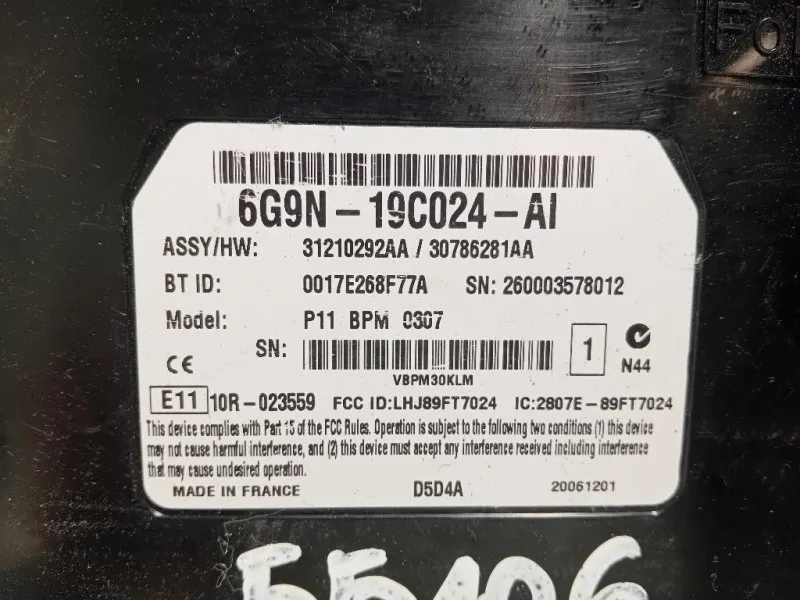 6G9N-19C024-AI
ASSY/HW: 31210292AA / 30786281AA
BT ID: 0017E268F77A SN: 260003578012
Model: P11 BPM 0307
SN: 1
VBPM30KLM N44
CE
E11 10R-023559 FCC ID:LHJ89FT7024 IC:2807E-89FT7024
This device complies with Part 15 of the FCC Rules. Operation is subject to the following two conditions (1) this device
may not cause harmful interference, and (2) this device must accept any interference received including interference
that may cause undesired operation.
MADE IN FRANCE D5D4A 20061201
55106